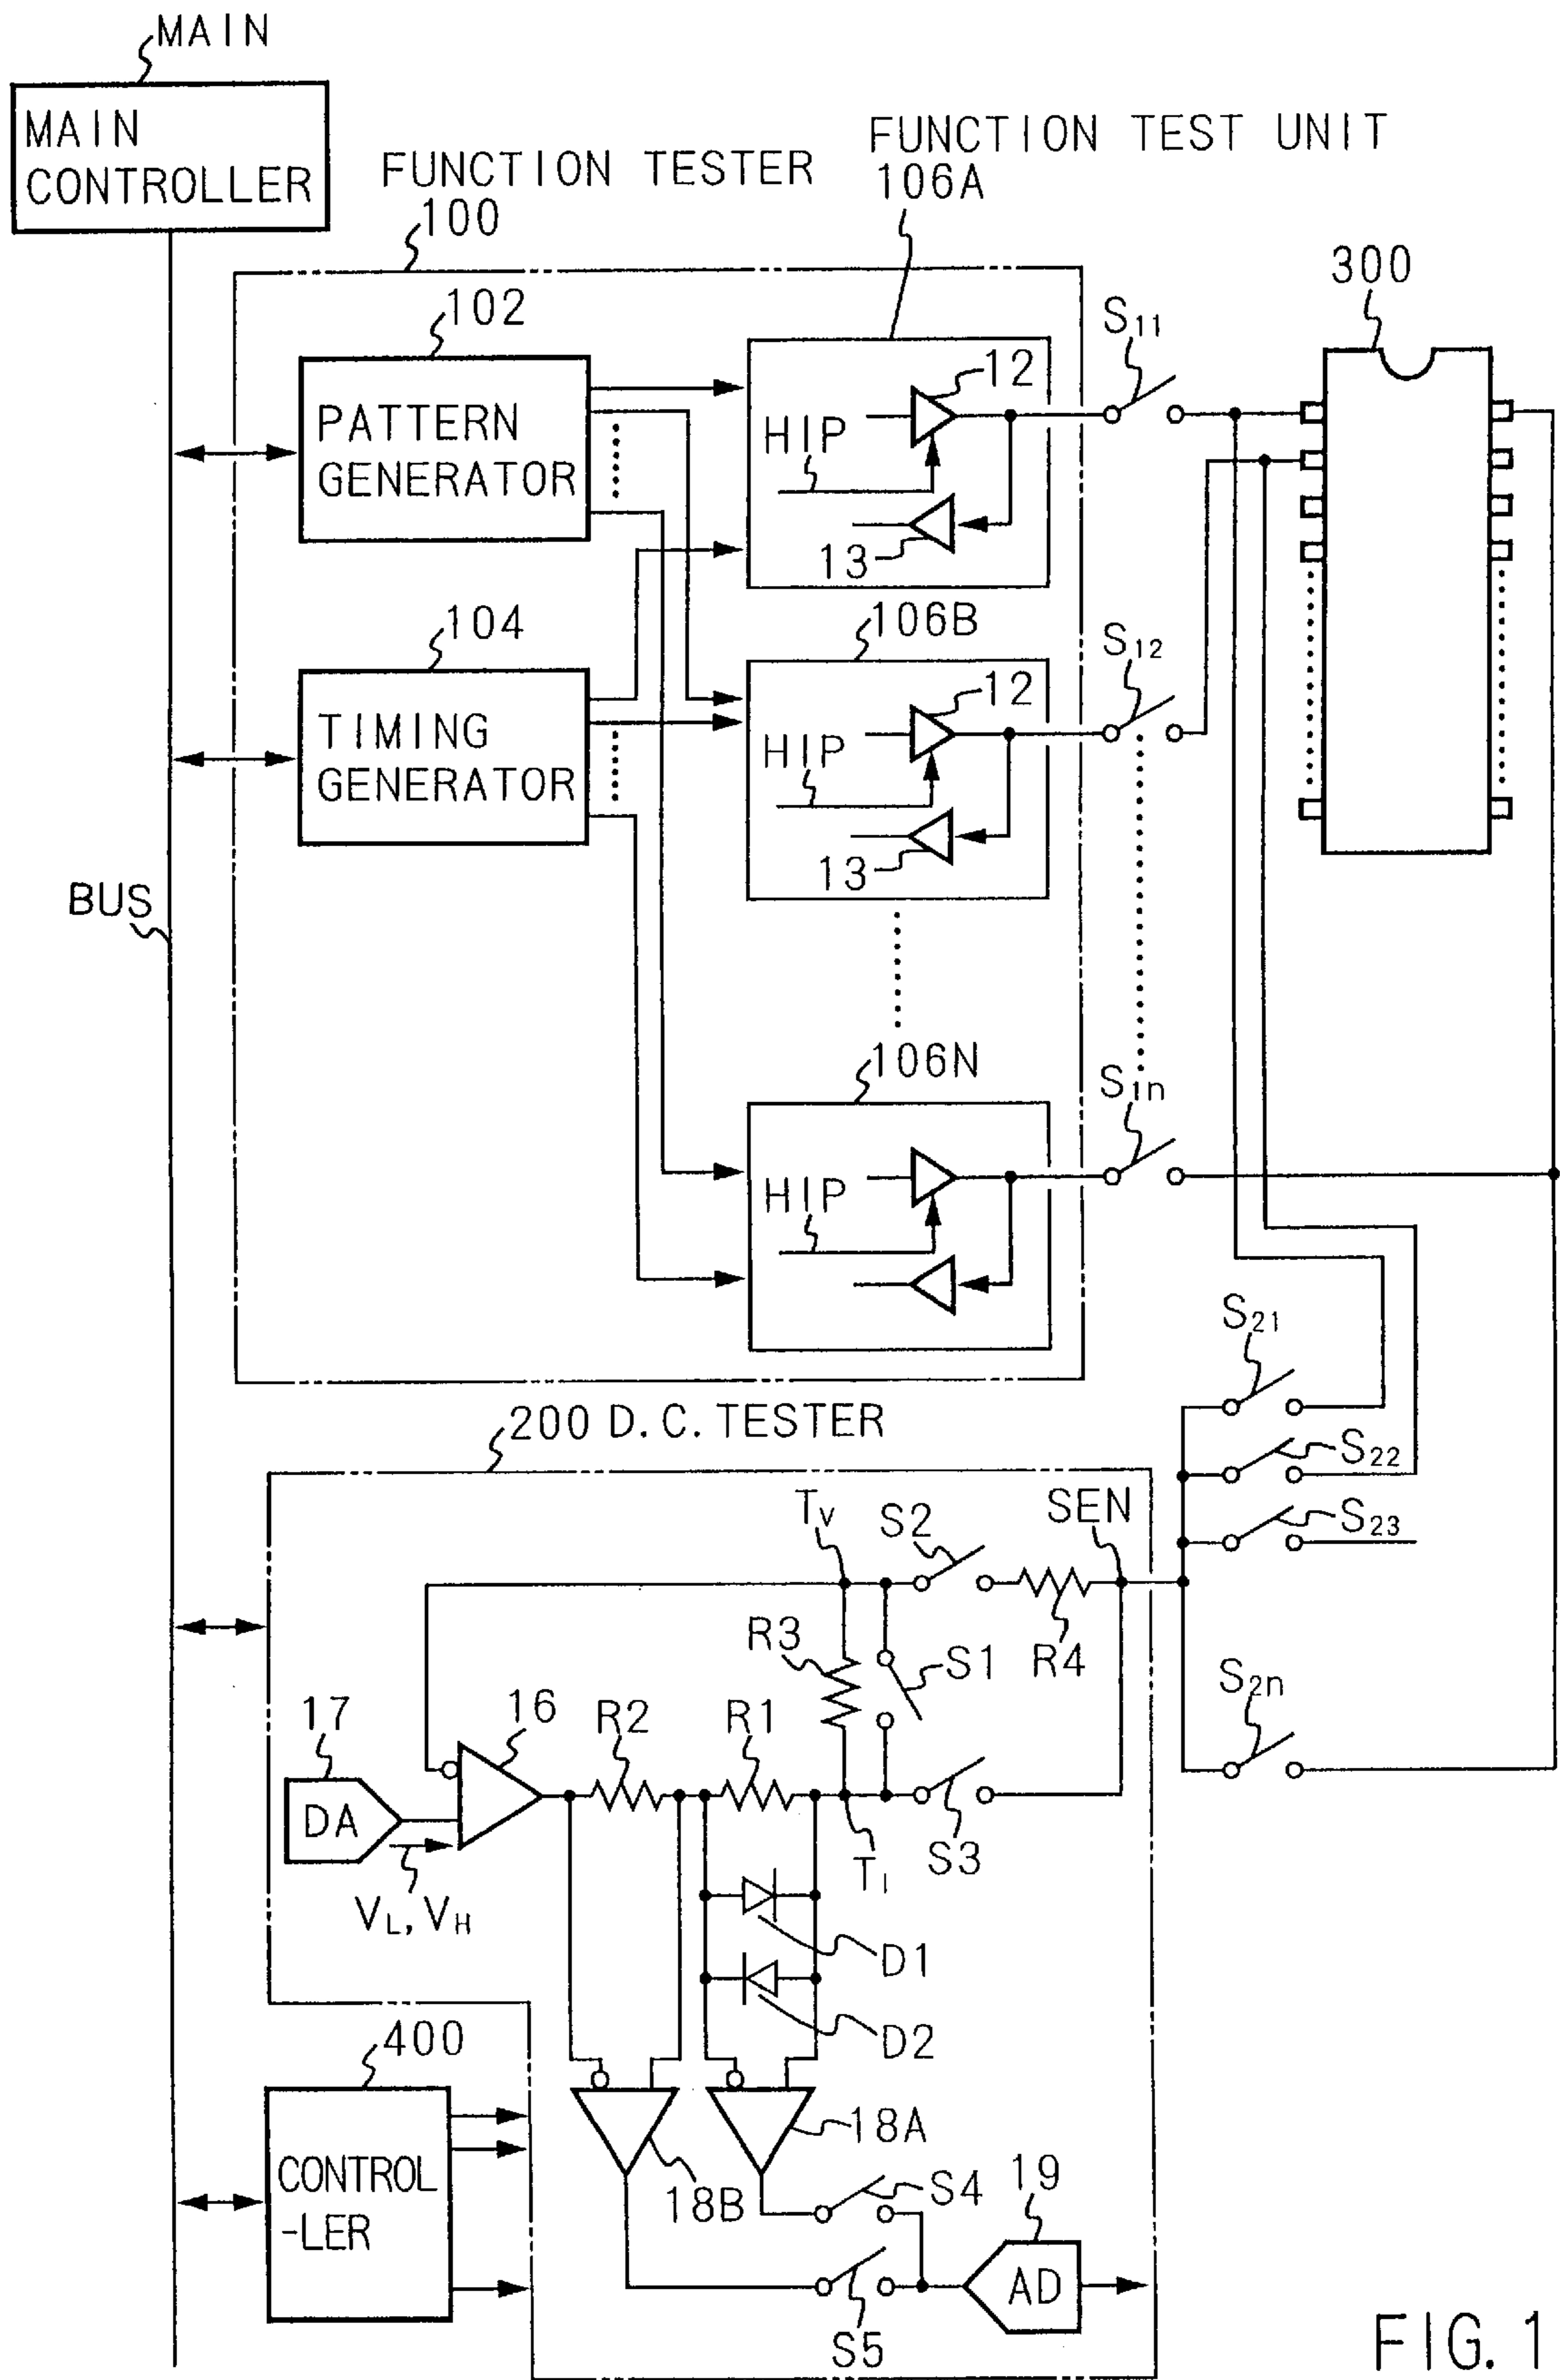 MAIN
MAIN
CONTROLLER
FUNCTION TESTER
100
FUNCTION TEST UNIT
106A
300
102
PATTERN
GENERATOR
12
HIP
13
S11
104
TIMING
GENERATOR
106B
12
HIP
13
S12
BUS
106N
HIP
S1n
S21
S22
S23
S2n
200 D.C. TESTER
TV
S2
SEN
R3
S1
R4
17
DA
16
R2
R1
VL, VH
TI
S3
D1
D2
400
CONTROL
-LER
18B
18A
S4
S5
19
AD
FIG. 1